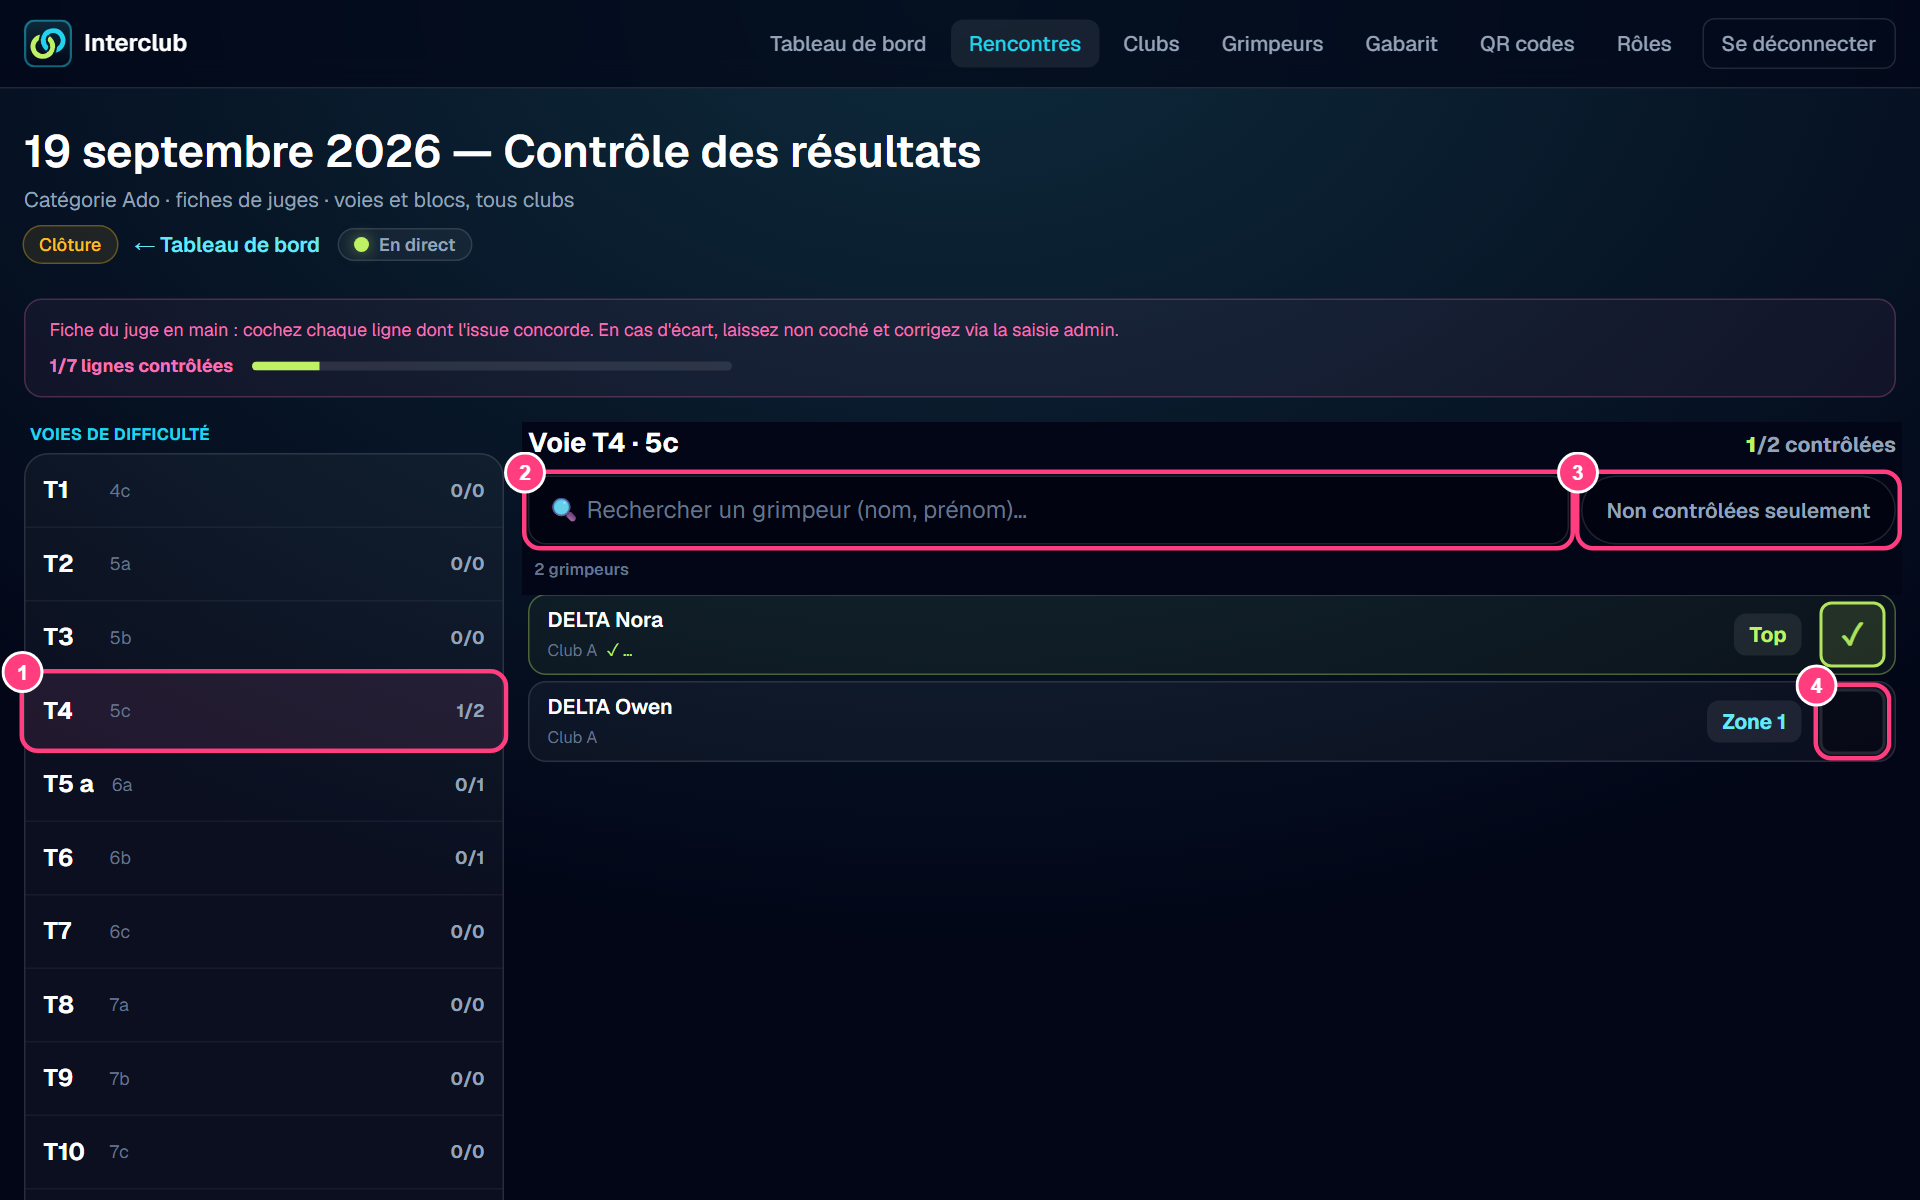 Interclub
Tableau de bord
Rencontres
Clubs
Grimpeurs
Gabarit
QR codes
Rôles
Se déconnecter
19 septembre 2026 — Contrôle des résultats
Catégorie Ado · fiches de juges · voies et blocs, tous clubs
Clôture
← Tableau de bord
En direct
Fiche du juge en main : cochez chaque ligne dont l'issue concorde. En cas d'écart, laissez non coché et corrigez via la saisie admin.
1/7 lignes contrôlées
VOIES DE DIFFICULTÉ
T1 4c 0/0
T2 5a 0/0
T3 5b 0/0
1
T4 5c 1/2
T5 a 6a 0/1
T6 6b 0/1
T7 6c 0/0
T8 7a 0/0
T9 7b 0/0
T10 7c 0/0
Voie T4 · 5c
1/2 contrôlées
2
Rechercher un grimpeur (nom, prénom)...
3
Non contrôlées seulement
2 grimpeurs
DELTA Nora
Club A ✓ ...
Top
✓
DELTA Owen
Club A
Zone 1
4